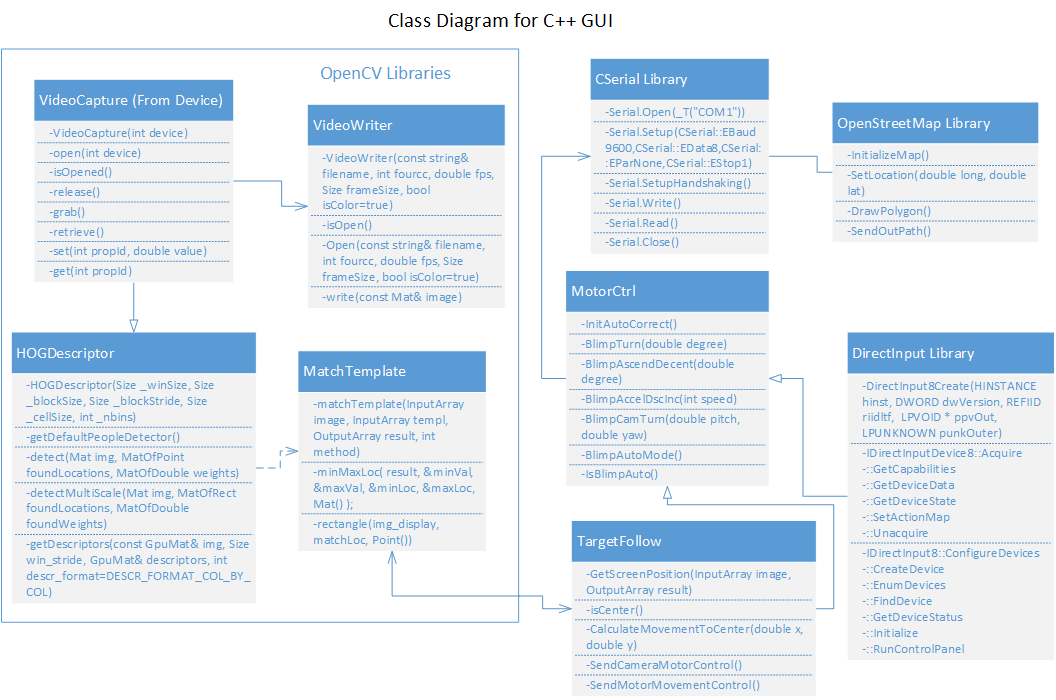 Class Diagram for C++ GUI
OpenCV Libraries
VideoCapture (From Device)
-VideoCapture(int device)
-open(int device)
-isOpened()
-release()
-grab()
-retrieve()
-set(int propId, double value)
-get(int propId)
VideoWriter
-VideoWriter(const string&
filename, int fourcc, double fps,
Size frameSize, bool
isColor=true)
-isOpen()
-Open(const string& filename,
int fourcc, double fps, Size
frameSize, bool isColor=true)
-write(const Mat& image)
HOGDescriptor
-HOGDescriptor(Size _winSize, Size
_blockSize, Size _blockStride, Size
_cellSize, int _nbins)
-getDefaultPeopleDetector()
-detect(Mat img, MatOfPoint
foundLocations, MatOfDouble weights)
-detectMultiScale(Mat img, MatOfRect
foundLocations, MatOfDouble
foundWeights)
-getDescriptors(const GpuMat& img, Size
win_stride, GpuMat& descriptors, int
descr_format=DESCR_FORMAT_COL_BY_
COL)
MatchTemplate
-matchTemplate(InputArray
image, InputArray templ,
OutputArray result, int
method)
-minMaxLoc( result, &minVal,
&maxVal, &minLoc, &maxLoc,
Mat() );
-rectangle(img_display,
matchLoc, Point())
CSerial Library
-Serial.Open(_T("COM1"))
-Serial.Setup(CSerial::EBaud
9600,CSerial::EData8,CSerial:
:EParNone,CSerial::EStop1)
-Serial.SetupHandshaking()
-Serial.Write()
-Serial.Read()
-Serial.Close()
OpenStreetMap Library
-InitializeMap()
-SetLocation(double long, double
lat)
-DrawPolygon()
-SendOutPath()
MotorCtrl
-InitAutoCorrect()
-BlimpTurn(double degree)
-BlimpAscendDecent(double
degree)
-BlimpAccelDscInc(int speed)
-BlimpCamTurn(double pitch,
double yaw)
-BlimpAutoMode()
-IsBlimpAuto()
DirectInput Library
-DirectInput8Create(HINSTANCE
hinst, DWORD dwVersion, REFIID
riidltf,  LPVOID * ppvOut,
LPUNKNOWN punkOuter)
-IDirectInputDevice8::Acquire
-::GetCapabilities
-::GetDeviceData
-::GetDeviceState
-::SetActionMap
-::Unacquire
-IDirectInput8::ConfigureDevices
-::CreateDevice
-::EnumDevices
-::FindDevice
-::GetDeviceStatus
-::Initialize
-::RunControlPanel
TargetFollow
-GetScreenPosition(InputArray image,
OutputArray result)
-isCenter()
-CalculateMovementToCenter(double x,
double y)
-SendCameraMotorControl()
-SendMotorMovementControl()